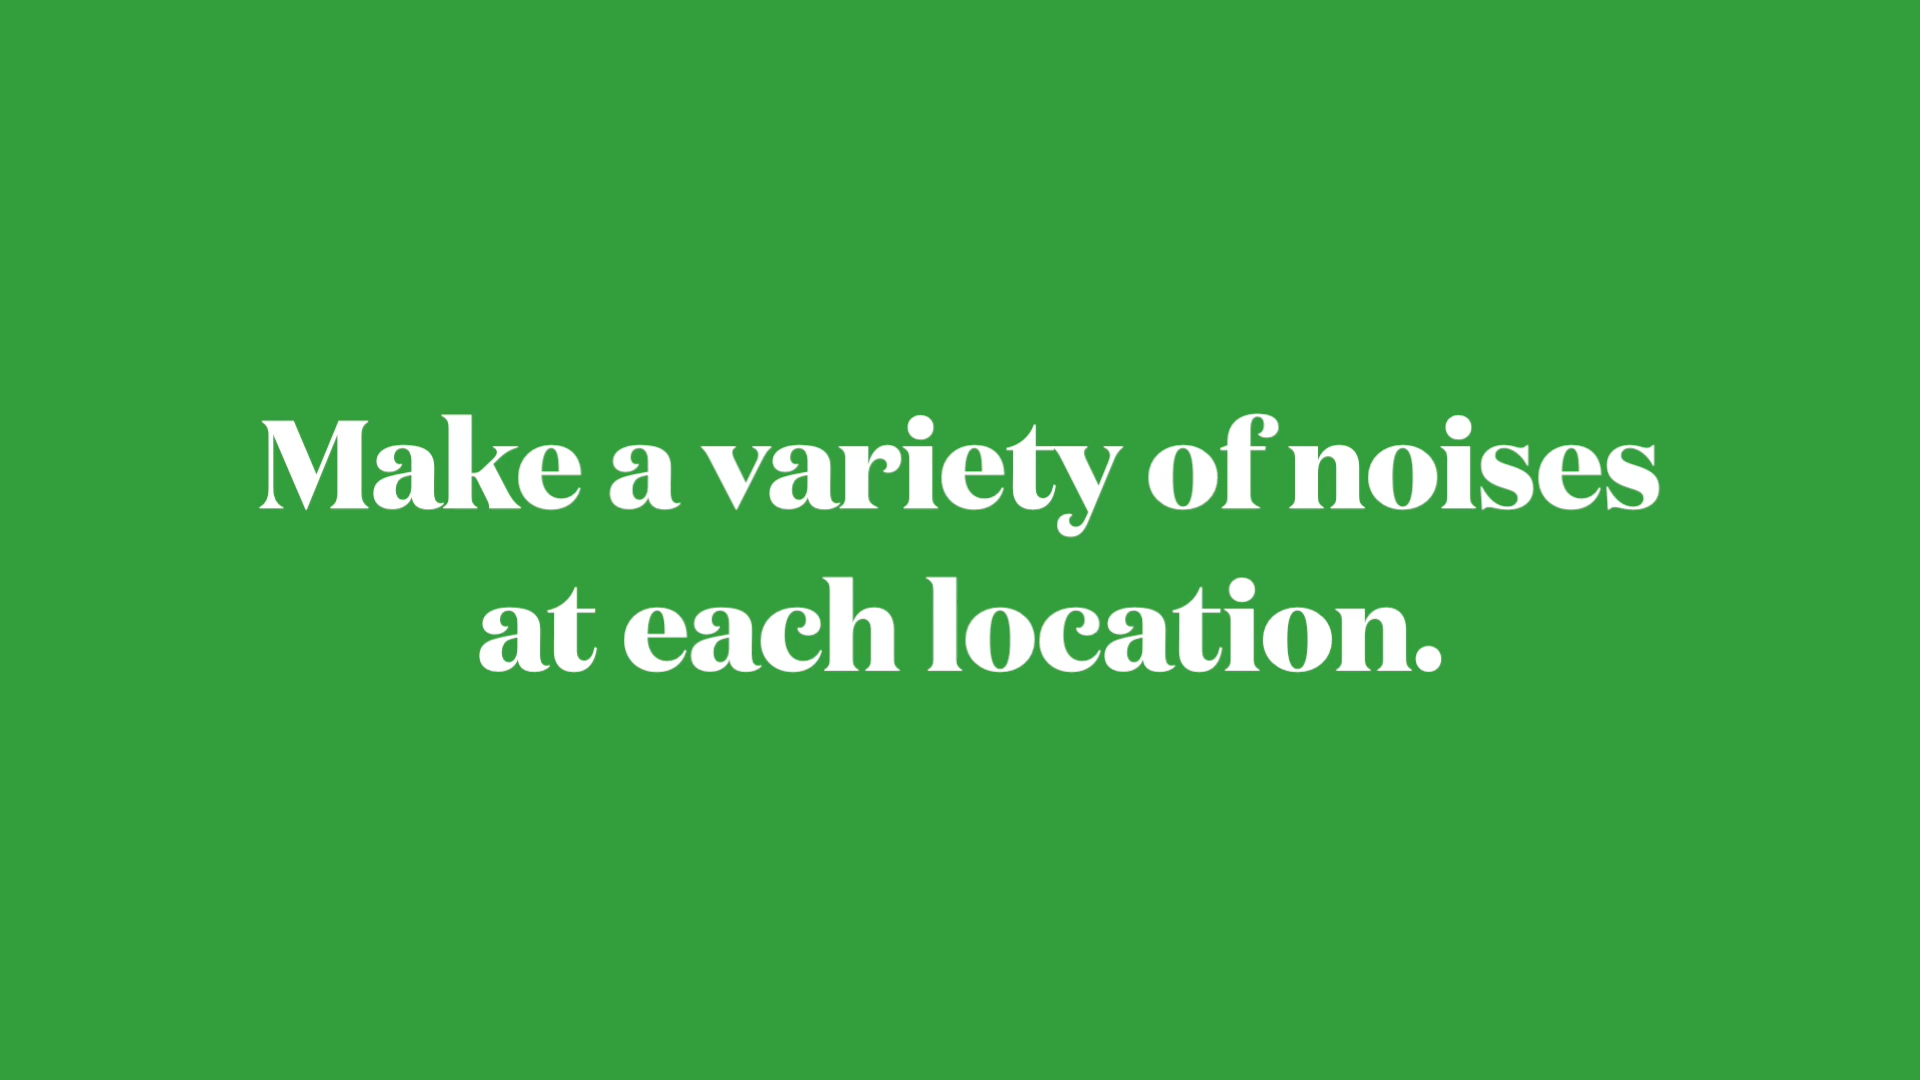 Make a variety of noises
at each location.